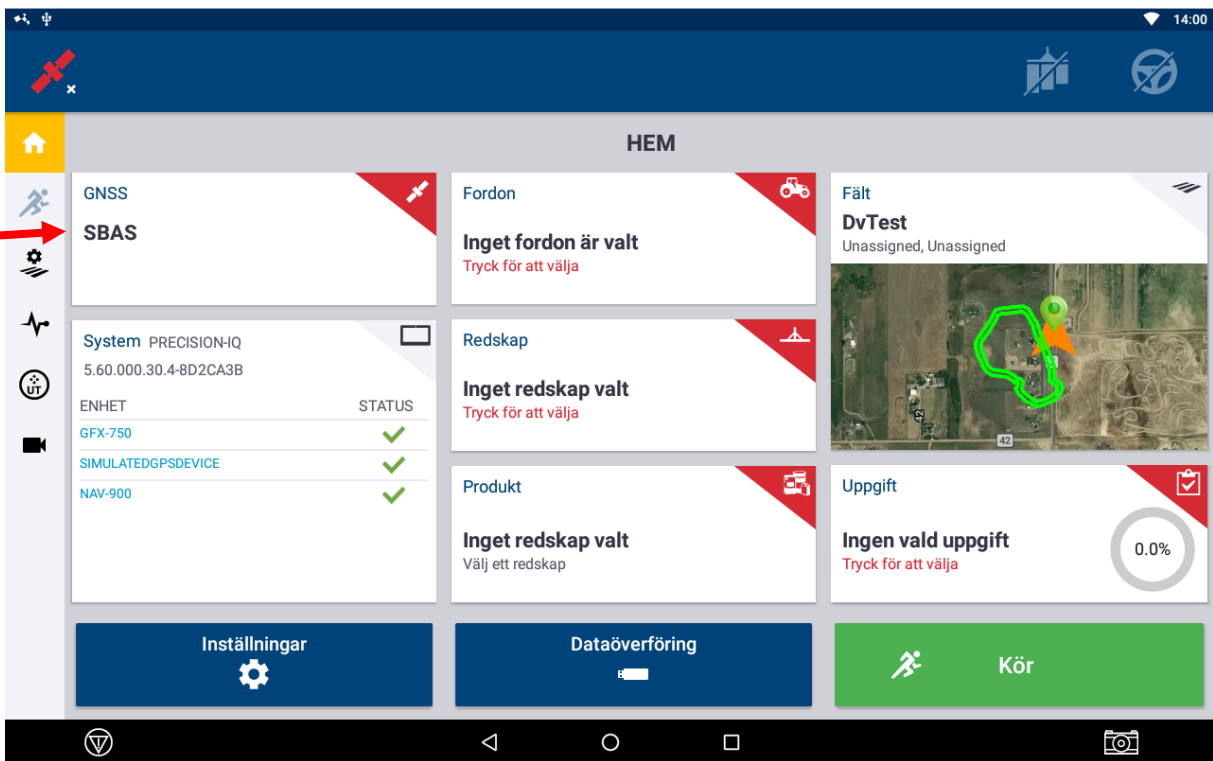 14:00
HEM
GNSS
SBAS
System PRECISION-IQ
5.60.000.30.4-8D2CA3B
ENHET STATUS
GFX-750
SIMULATEDGPSDEVICE
NAV-900
Fordon
Inget fordon är valt
Tryck för att välja
Redskap
Inget redskap valt
Tryck för att välja
Produkt
Inget redskap valt
Välj ett redskap
Fält
DvTest
Unassigned, Unassigned
42
42
Uppgift
Ingen vald uppgift
Tryck för att välja
0.0%
UT
Inställningar
Dataöverföring
Kör